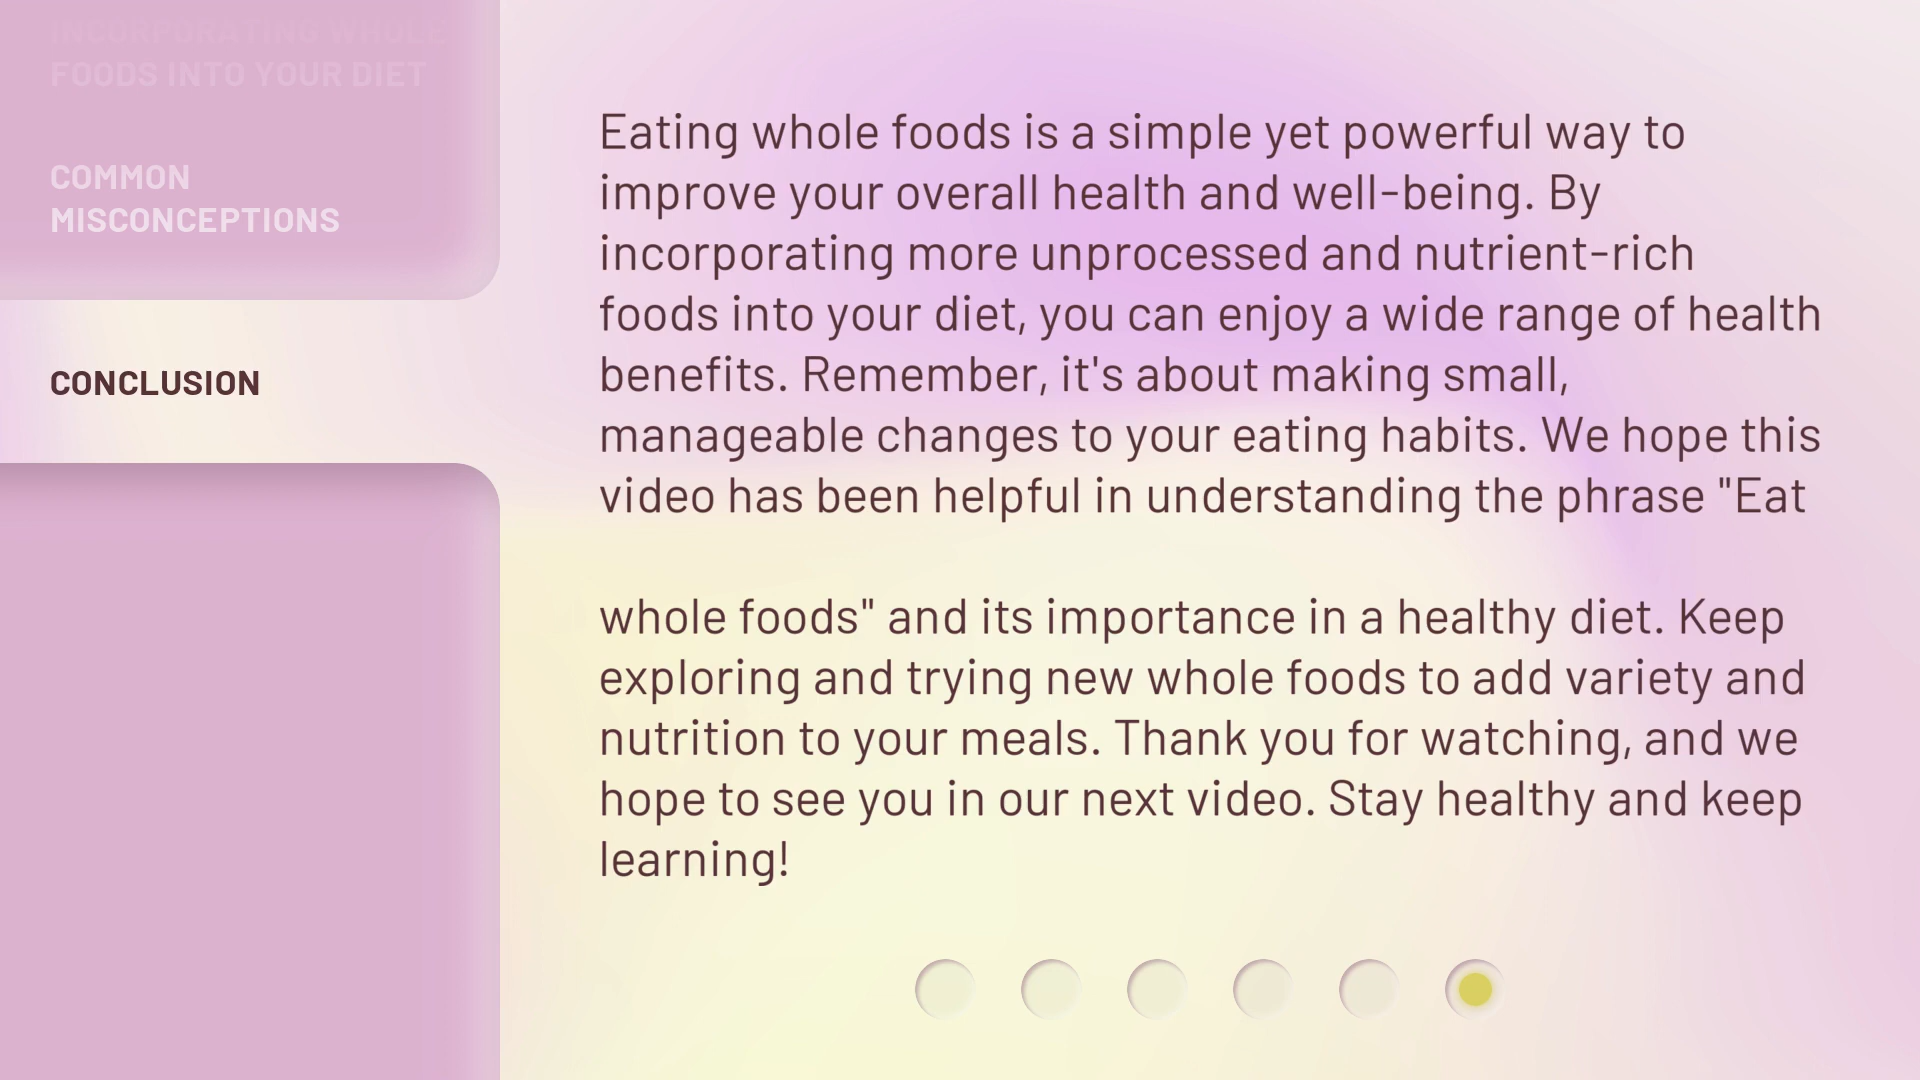 INCORPORATING WHOLE
FOODS INTO YOUR DIET
COMMON
MISCONCEPTIONS
CONCLUSION
Eating whole foods is a simple yet powerful way to
improve your overall health and well-being. By
incorporating more unprocessed and nutrient-rich
foods into your diet, you can enjoy a wide range of health
benefits. Remember, it's about making small,
manageable changes to your eating habits. We hope this
video has been helpful in understanding the phrase "Eat
whole foods" and its importance in a healthy diet. Keep
exploring and trying new whole foods to add variety and
nutrition to your meals. Thank you for watching, and we
hope to see you in our next video. Stay healthy and keep
learning!